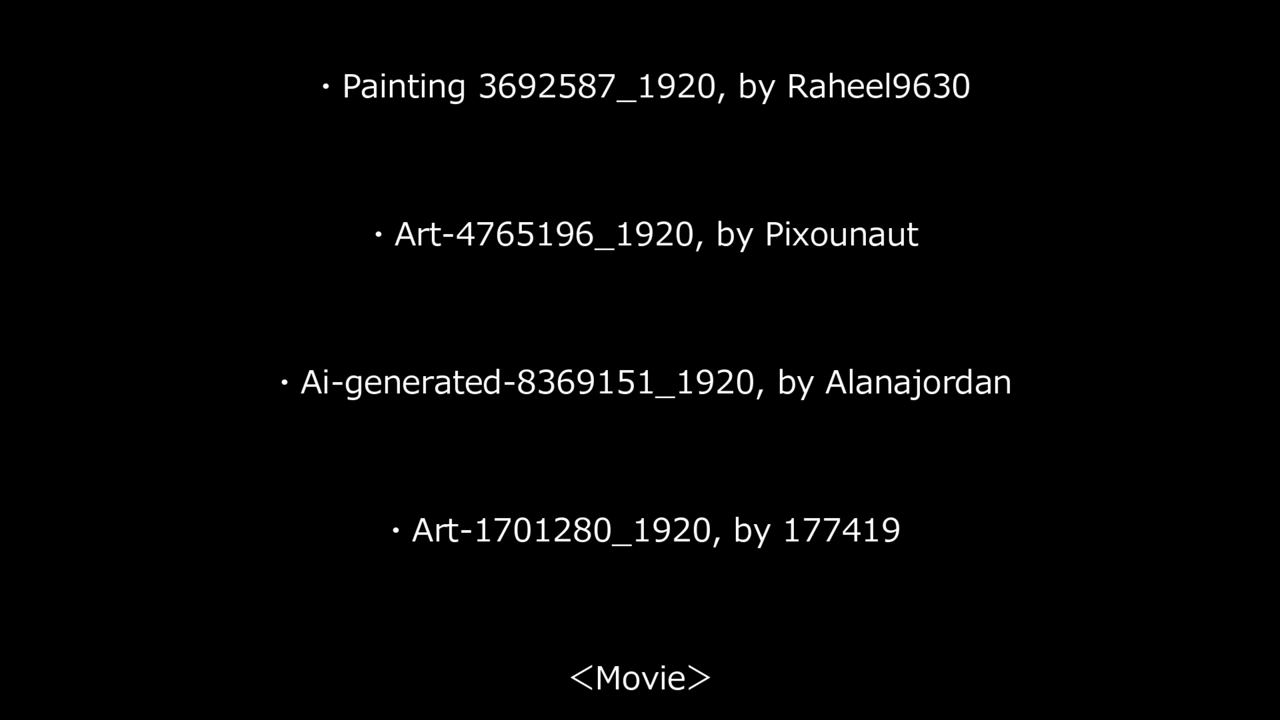 ・Painting 3692587_1920, by Raheel9630
・Art-4765196_1920, by Pixounaut
・Ai-generated-8369151_1920, by Alanajordan
・Art-1701280_1920, by 177419
＜Movie＞